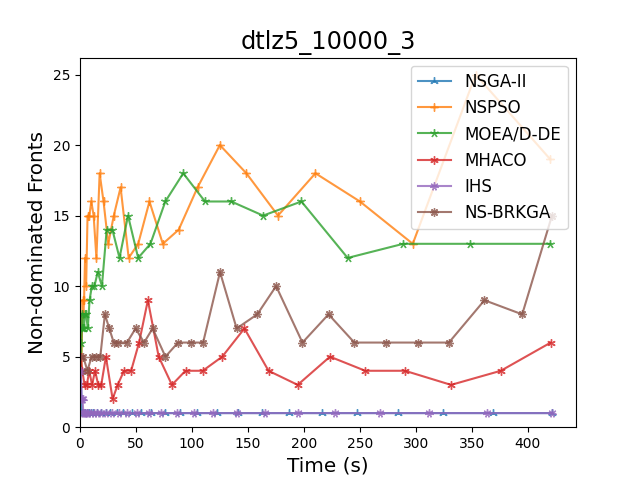 dtlz5_10000_3
Non-dominated Fronts
25
20
15
10
5
0
0 50 100 150 200 250 300 350 400
Time (s)
NSGA-II
NSPSO
MOEA/D-DE
MHACO
IHS
NS-BRKGA